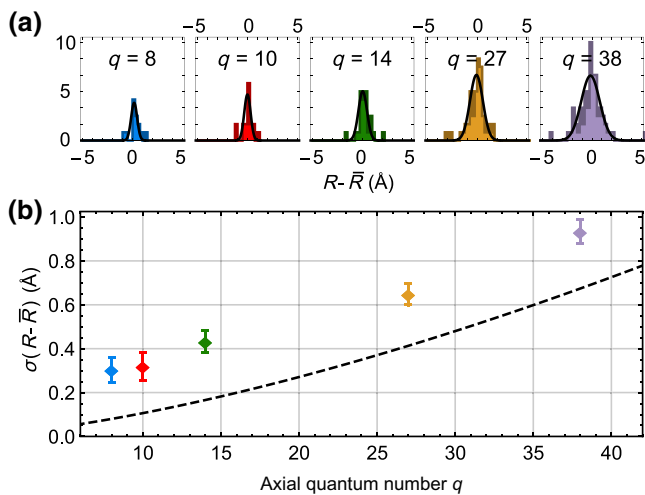 (a)
−5 0 5 −5 0 5 −5 0 5
10
5
0
q = 8 q = 10 q = 14 q = 27 q = 38
−5 0 5 −5 0 5 −5 0 5
R- R̅ (Å)
(b)
1.0
0.8
0.6
0.4
0.2
0.0
σ(R- R̅) (Å)
10 15 20 25 30 35 40
Axial quantum number q